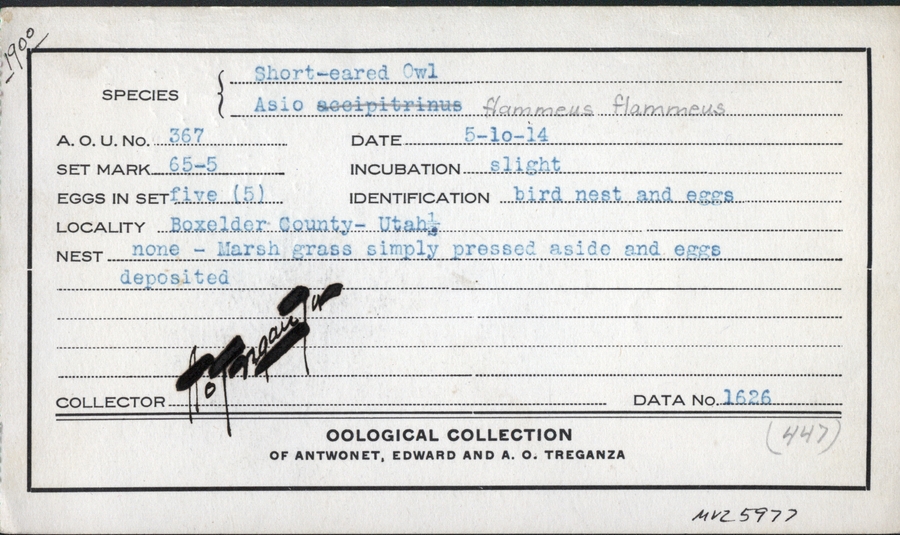 -1900
SPECIES { Short-eared Owl
Asio accipitrinus flammeus flammeus
A. O. U. No. 367 DATE 5-10-14
SET MARK 65-5 INCUBATION slight
EGGS IN SET five (5) IDENTIFICATION bird nest and eggs
LOCALITY Boxelder County- Utah
NEST none - Marsh grass simply pressed aside and eggs
deposited
COLLECTOR DATA No. 1626
OOLOGICAL COLLECTION
OF ANTWONET, EDWARD AND A. O. TREGANZA
(447)
MVZ 5977